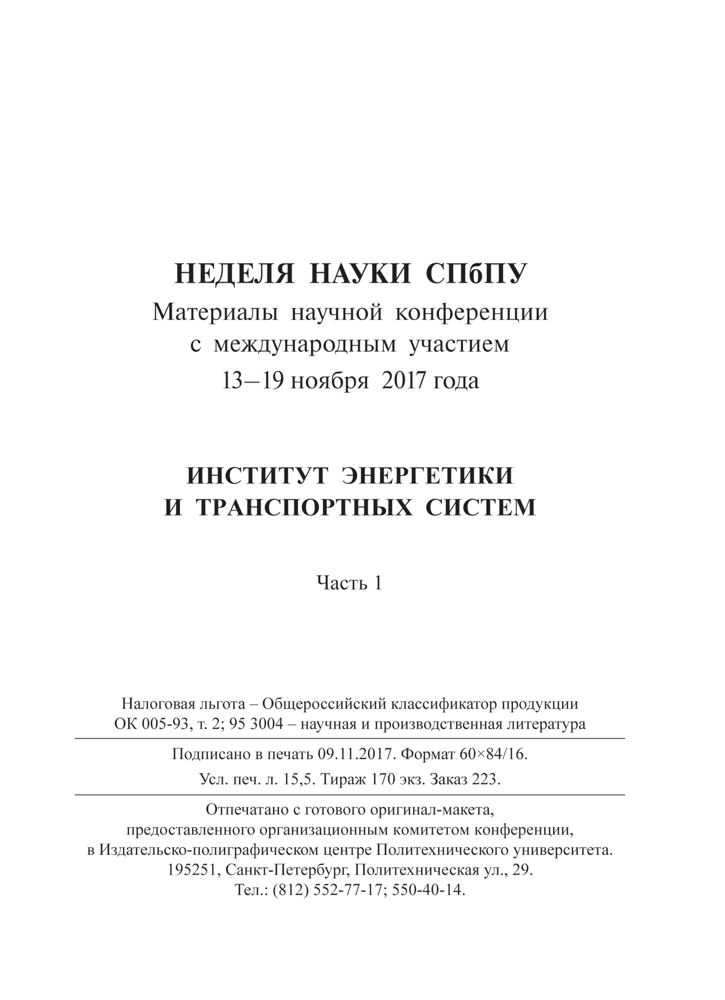 НЕДЕЛЯ НАУКИ СПбПУ
Материалы научной конференции
с международным участием
13—19 ноября 2017 года
ИНСТИТУТ ЭНЕРГЕТИКИ
И ТРАНСПОРТНЫХ СИСТЕМ
Часть 1
Налоговая льгота – Общероссийский классификатор продукции
ОК 005-93, т. 2; 95 3004 – научная и производственная литература
Подписано в печать 09.11.2017. Формат 60×84/16.
Усл. печ. л. 15,5. Тираж 170 экз. Заказ 223.
Отпечатано с готового оригинал-макета,
предоставленного организационным комитетом конференции,
в Издательско-полиграфическом центре Политехнического университета.
195251, Санкт-Петербург, Политехническая ул., 29.
Тел.: (812) 552-77-17; 550-40-14.